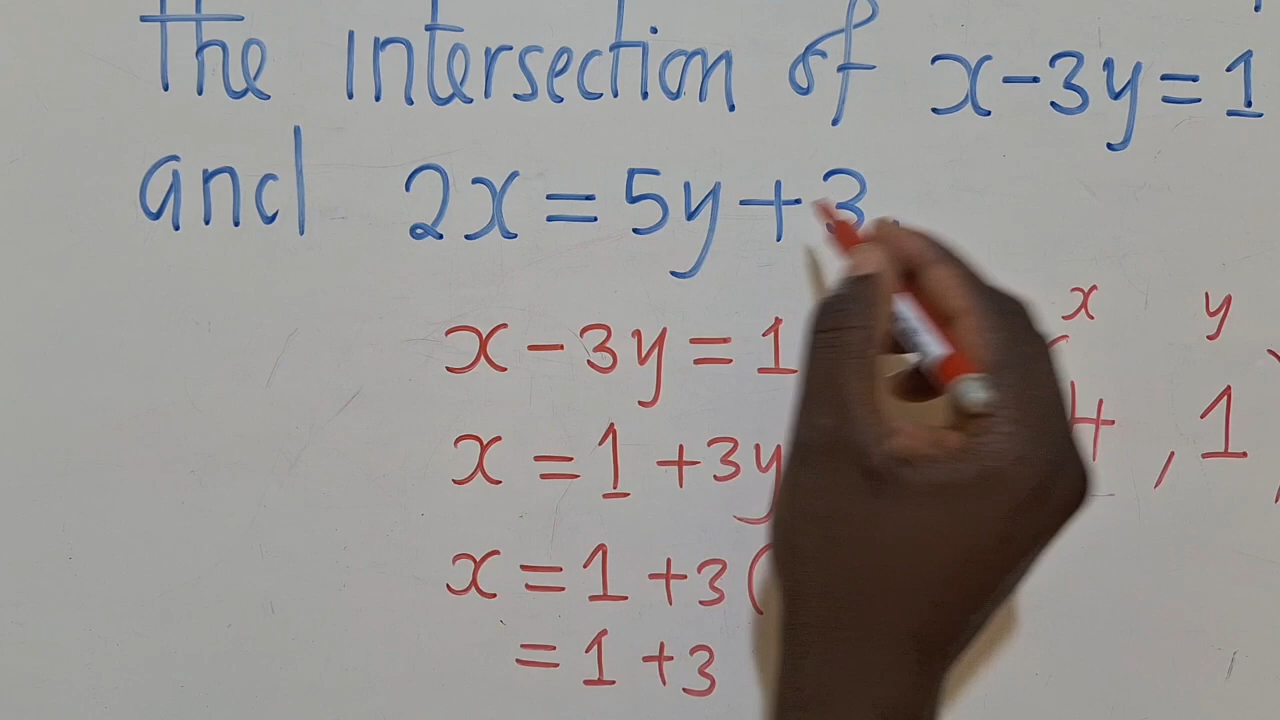 the intersection of x-3y=1
and 2x=5y+3
x-3y=1
x y
x=1+3y
(4, 1)
x=1+3(
=1+3